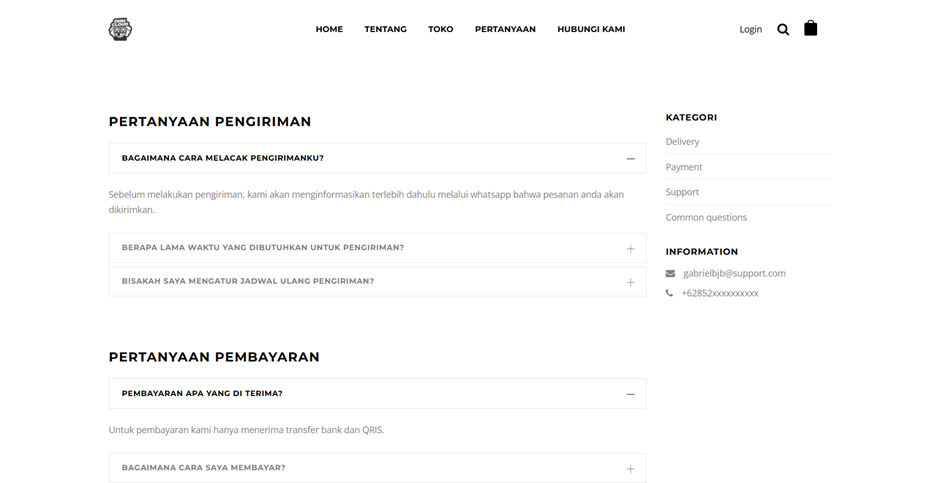 HOME TENTANG TOKO PERTANYAAN HUBUNGI KAMI Login
PERTANYAAN PENGIRIMAN
BAGAIMANA CARA MELACAK PENGIRIMANKU?
Sebelum melakukan pengiriman, kami akan menginformasikan terlebih dahulu melalui whatsapp bahwa pesanan anda akan
dikirimkan.
BERAPA LAMA WAKTU YANG DIBUTUHKAN UNTUK PENGIRIMAN?
BISAKAH SAYA MENGATUR JADWAL ULANG PENGIRIMAN?
PERTANYAAN PEMBAYARAN
PEMBAYARAN APA YANG DI TERIMA?
Untuk pembayaran kami hanya menerima transfer bank dan QRIS.
BAGAIMANA CARA SAYA MEMBAYAR?
KATEGORI
Delivery
Payment
Support
Common questions
INFORMATION
gabrielbjb@support.com
+62852xxxxxxxxxx